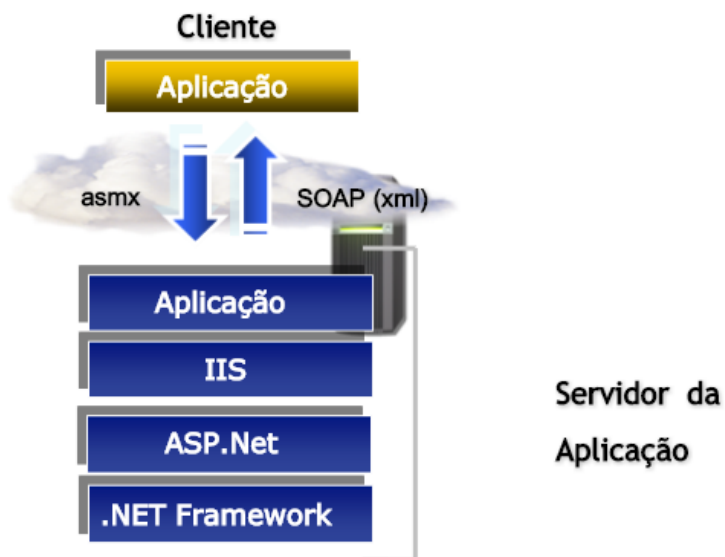 Cliente
Aplicação
asmx
SOAP (xml)
Aplicação
IIS
ASP.Net
.NET Framework
Servidor da
Aplicação